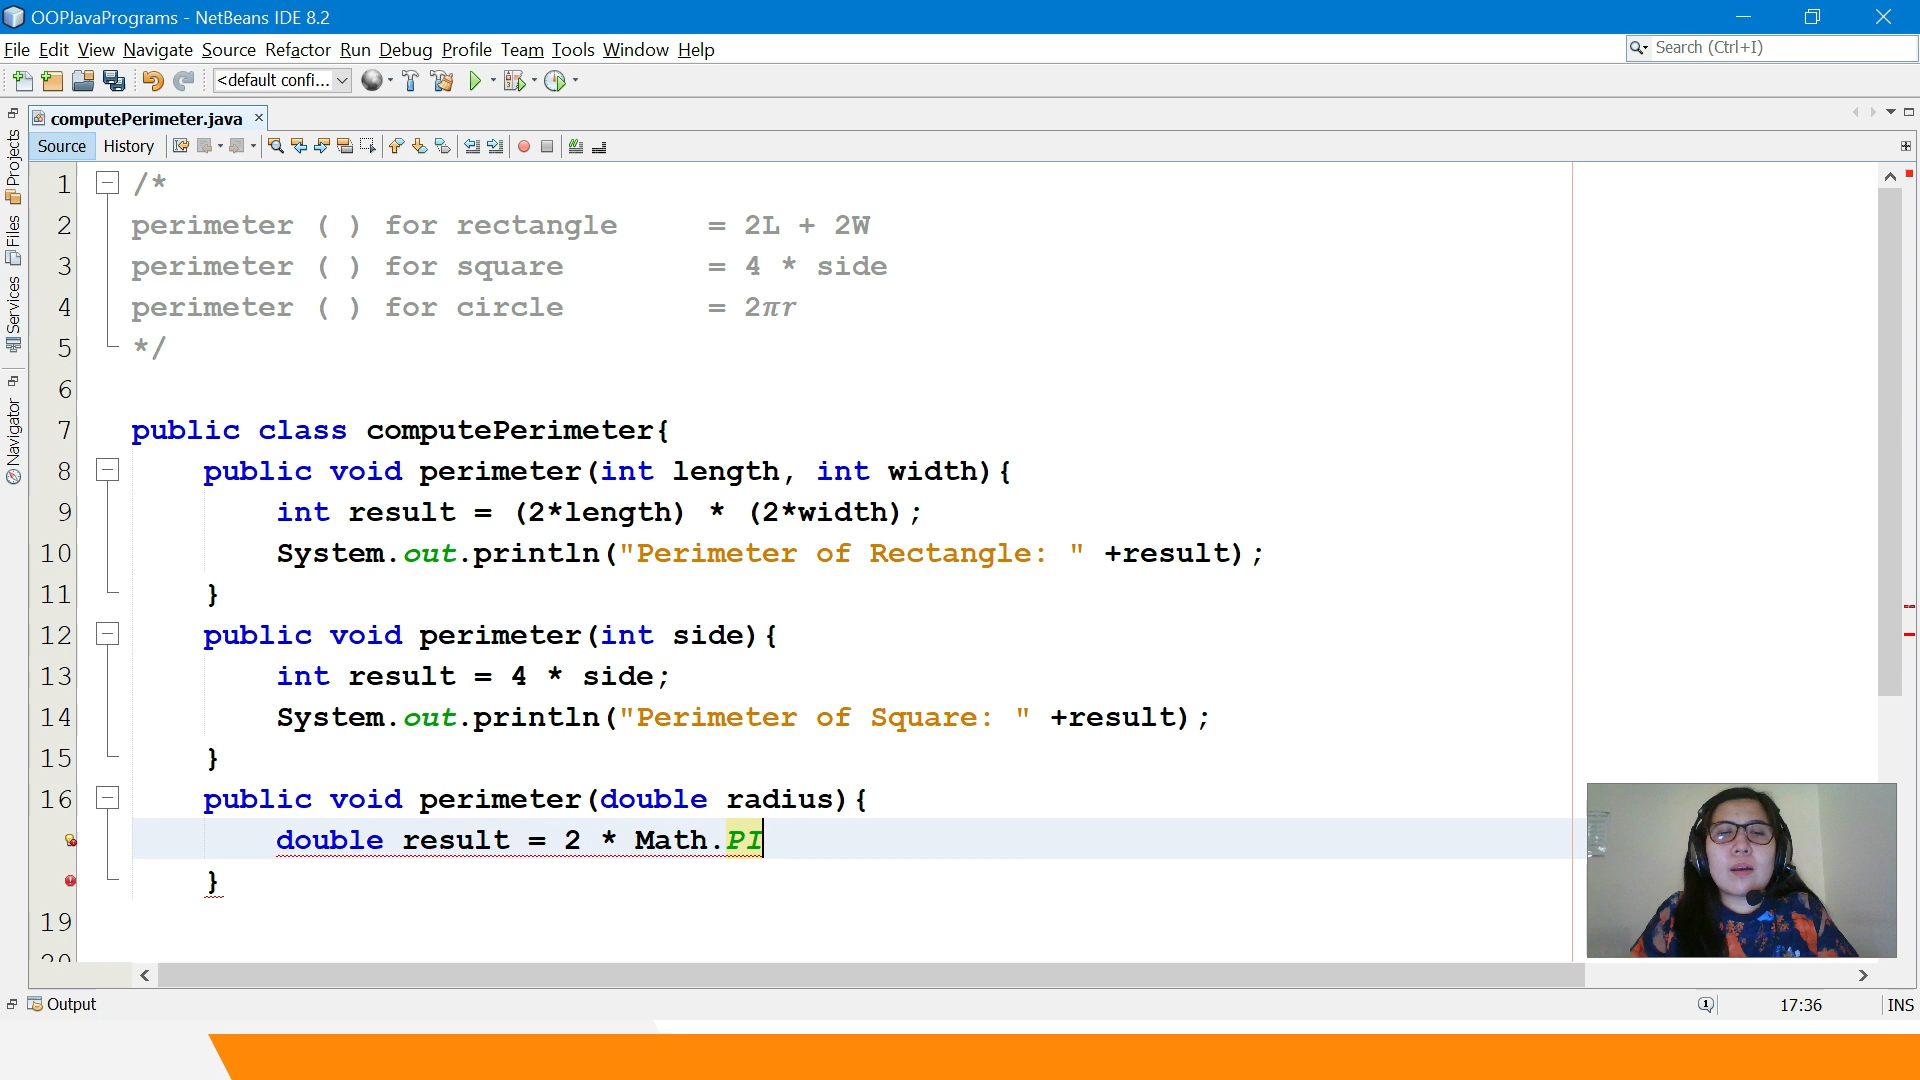 OOPJavaPrograms - NetBeans IDE 8.2
File Edit View Navigate Source Refactor Run Debug Profile Team Tools Window Help
Search (Ctrl+I)
<default confi...
computePerimeter.java
Source History
Projects
Files
Services
Navigator
1 /*
2 perimeter ( ) for rectangle = 2L + 2W
3 perimeter ( ) for square = 4 * side
4 perimeter ( ) for circle = 2πr
5 */
6
7 public class computePerimeter{
8 public void perimeter(int length, int width){
9 int result = (2*length) * (2*width);
10 System.out.println("Perimeter of Rectangle: " +result);
11 }
12 public void perimeter(int side){
13 int result = 4 * side;
14 System.out.println("Perimeter of Square: " +result);
15 }
16 public void perimeter(double radius){
double result = 2 * Math.PI
}
19
20
Output
17:36 INS